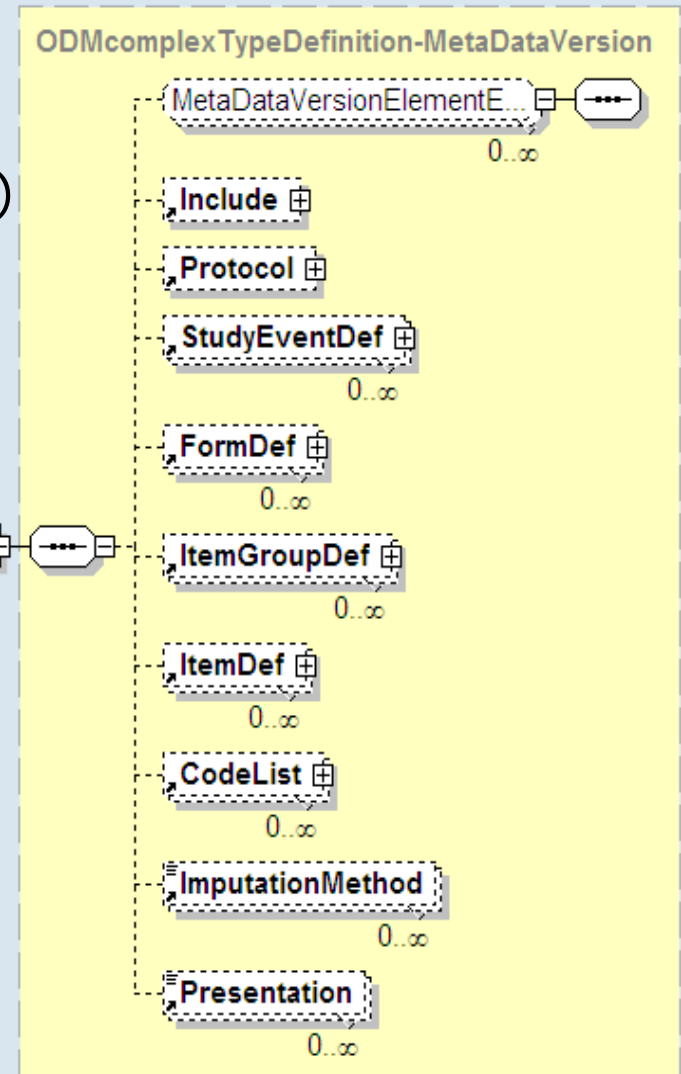 ODMcomplexTypeDefinition-MetaDataVersion
MetaDataVersionElementE...
0..∞
)
Include
Protocol
StudyEventDef
0..∞
FormDef
0..∞
ItemGroupDef
0..∞
ItemDef
0..∞
CodeList
0..∞
ImputationMethod
0..∞
Presentation
0..∞